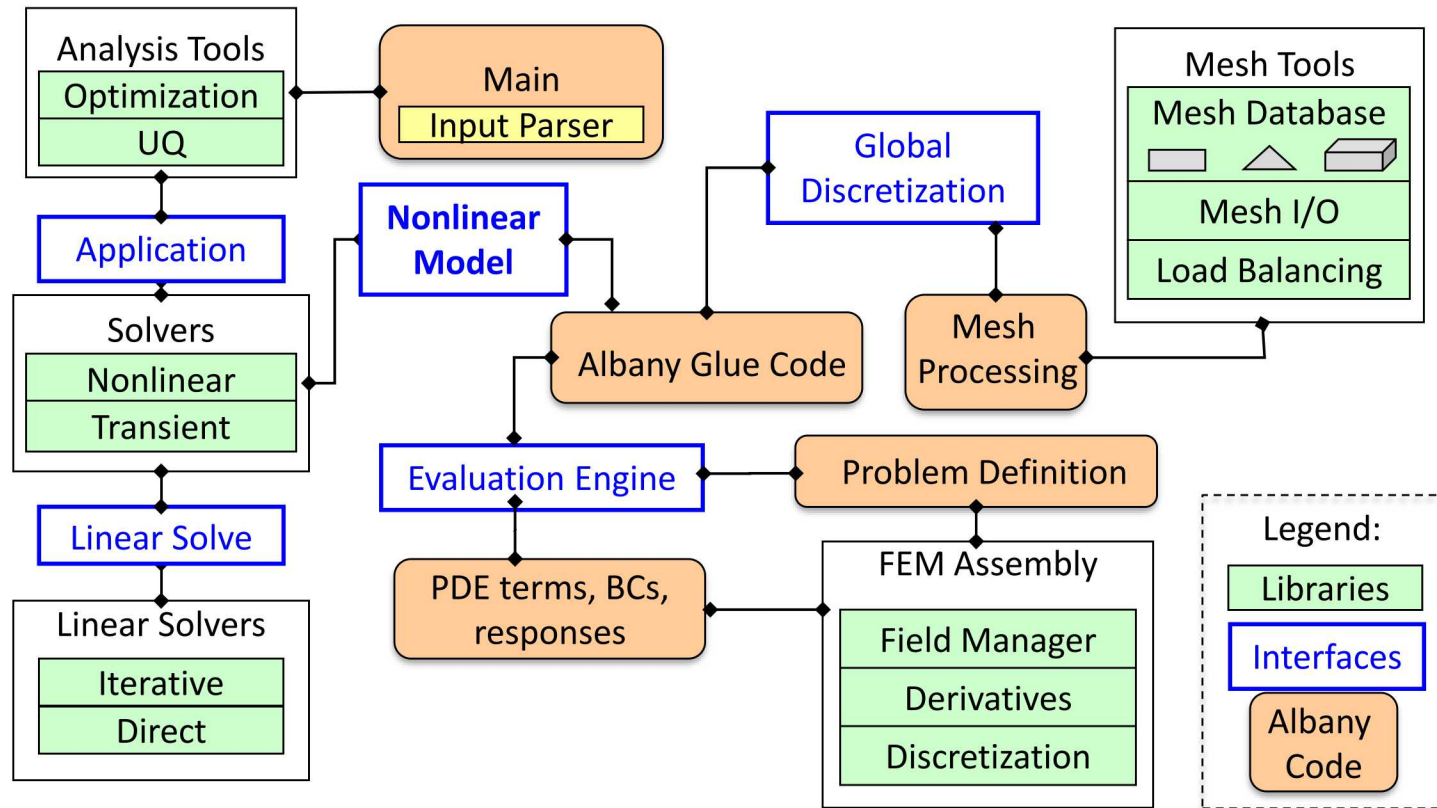 Analysis Tools
Optimization
UQ
Main
Input Parser
Application
Nonlinear
Model
Global
Discretization
Mesh Tools
Mesh Database
Mesh I/O
Load Balancing
Solvers
Nonlinear
Transient
Albany Glue Code
Mesh
Processing
Evaluation Engine
Problem Definition
Linear Solve
PDE terms, BCs,
responses
FEM Assembly
Field Manager
Derivatives
Discretization
Linear Solvers
Iterative
Direct
Legend:
Libraries
Interfaces
Albany
Code